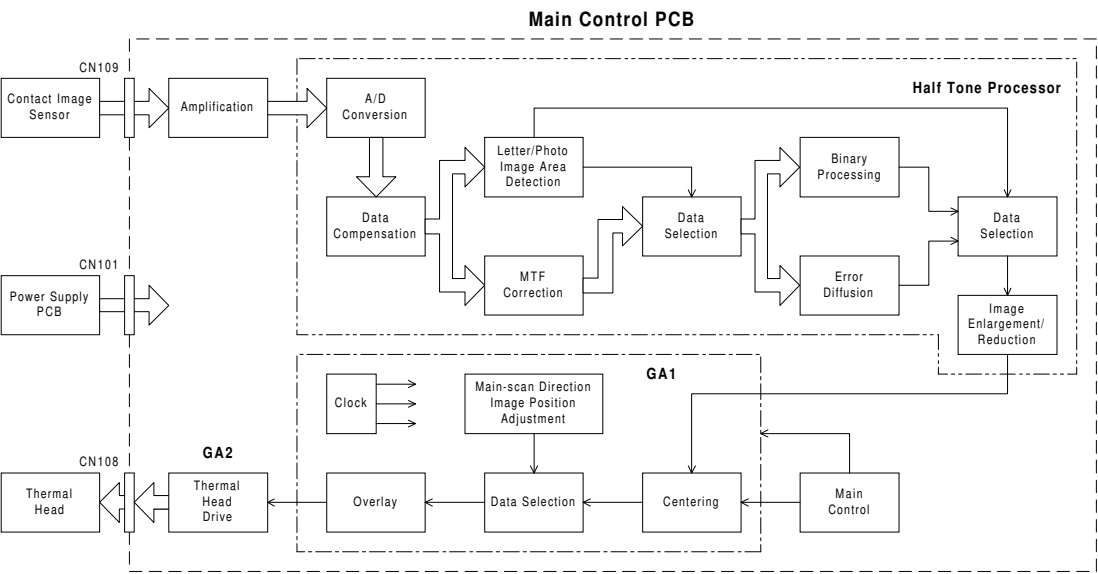 Main Control PCB
CN109
Contact Image
Sensor
Amplification
A/D
Conversion
Half Tone Processor
Letter/Photo
Image Area
Detection
Binary
Processing
Data
Compensation
Data
Selection
Data
Selection
CN101
Power Supply
PCB
MTF
Correction
Error
Diffusion
Image
Enlargement/
Reduction
GA1
Clock
Main-scan Direction
Image Position
Adjustment
CN108
GA2
Thermal
Head
Thermal
Head
Drive
Overlay
Data Selection
Centering
Main
Control